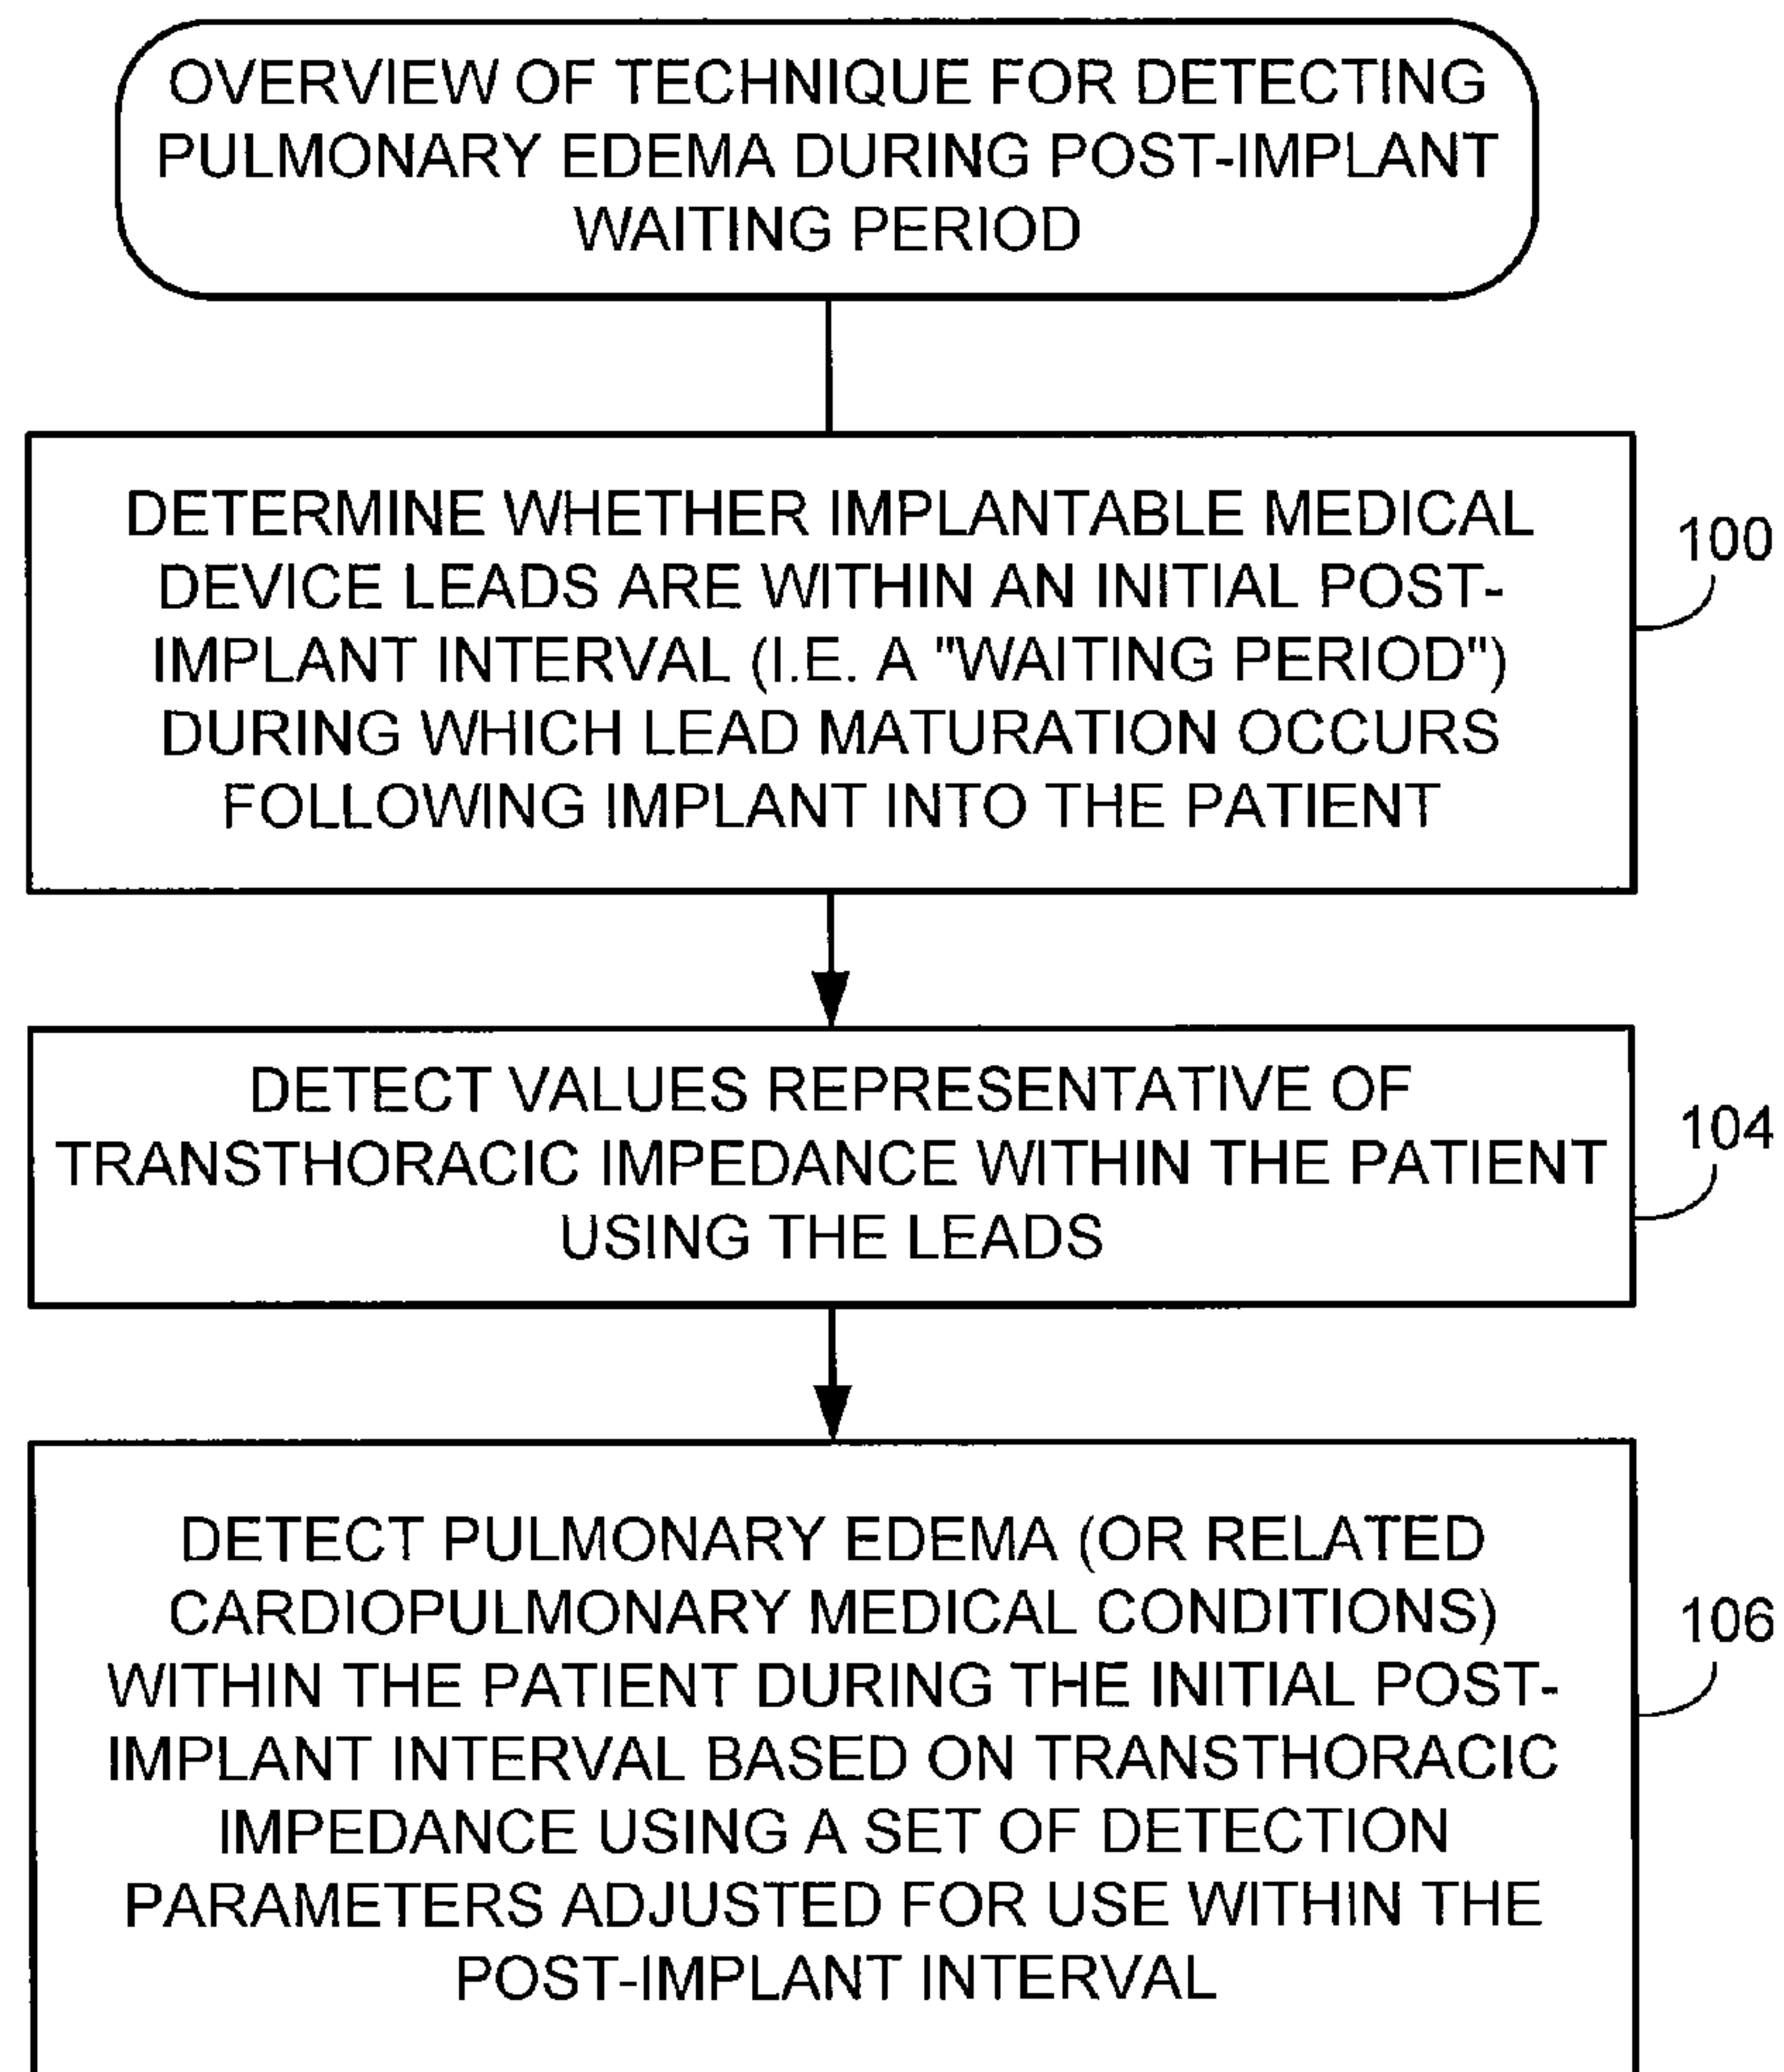 OVERVIEW OF TECHNIQUE FOR DETECTING
PULMONARY EDEMA DURING POST-IMPLANT
WAITING PERIOD
DETERMINE WHETHER IMPLANTABLE MEDICAL
DEVICE LEADS ARE WITHIN AN INITIAL POST-
IMPLANT INTERVAL (I.E. A "WAITING PERIOD")
DURING WHICH LEAD MATURATION OCCURS
FOLLOWING IMPLANT INTO THE PATIENT
100
DETECT VALUES REPRESENTATIVE OF
TRANSTHORACIC IMPEDANCE WITHIN THE PATIENT
USING THE LEADS
104
DETECT PULMONARY EDEMA (OR RELATED
CARDIOPULMONARY MEDICAL CONDITIONS)
WITHIN THE PATIENT DURING THE INITIAL POST-
IMPLANT INTERVAL BASED ON TRANSTHORACIC
IMPEDANCE USING A SET OF DETECTION
PARAMETERS ADJUSTED FOR USE WITHIN THE
POST-IMPLANT INTERVAL
106